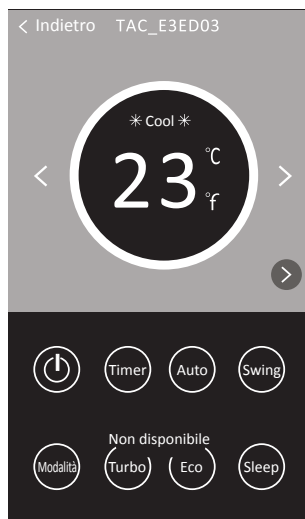 < Indietro TAC_E3ED03
✳ Cool ✳
23 °C
°f
Timer Auto Swing
Non disponibile
Modalità Turbo Eco Sleep